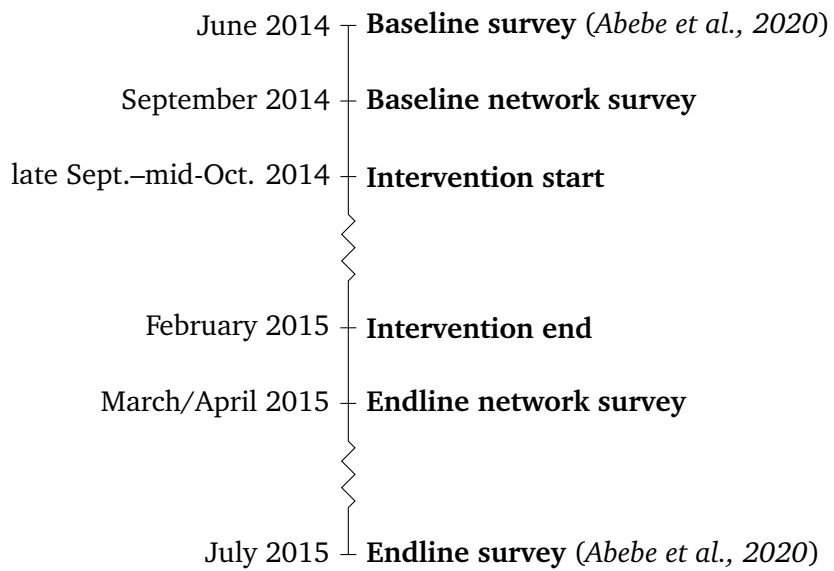 June 2014 Baseline survey (Abebe et al., 2020)
September 2014 Baseline network survey
late Sept.–mid-Oct. 2014 Intervention start
February 2015 Intervention end
March/April 2015 Endline network survey
July 2015 Endline survey (Abebe et al., 2020)